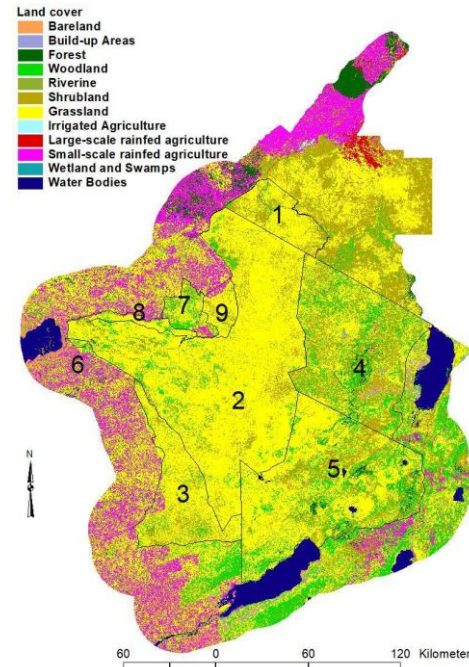 Land cover
Bareland
Build-up Areas
Forest
Woodland
Riverine
Shrubland
Grassland
Irrigated Agriculture
Large-scale rainfed agriculture
Small-scale rainfed agriculture
Wetland and Swamps
Water Bodies
1
7
9
8
6
4
2
5
3
N
60 0 60 120 Kilometer